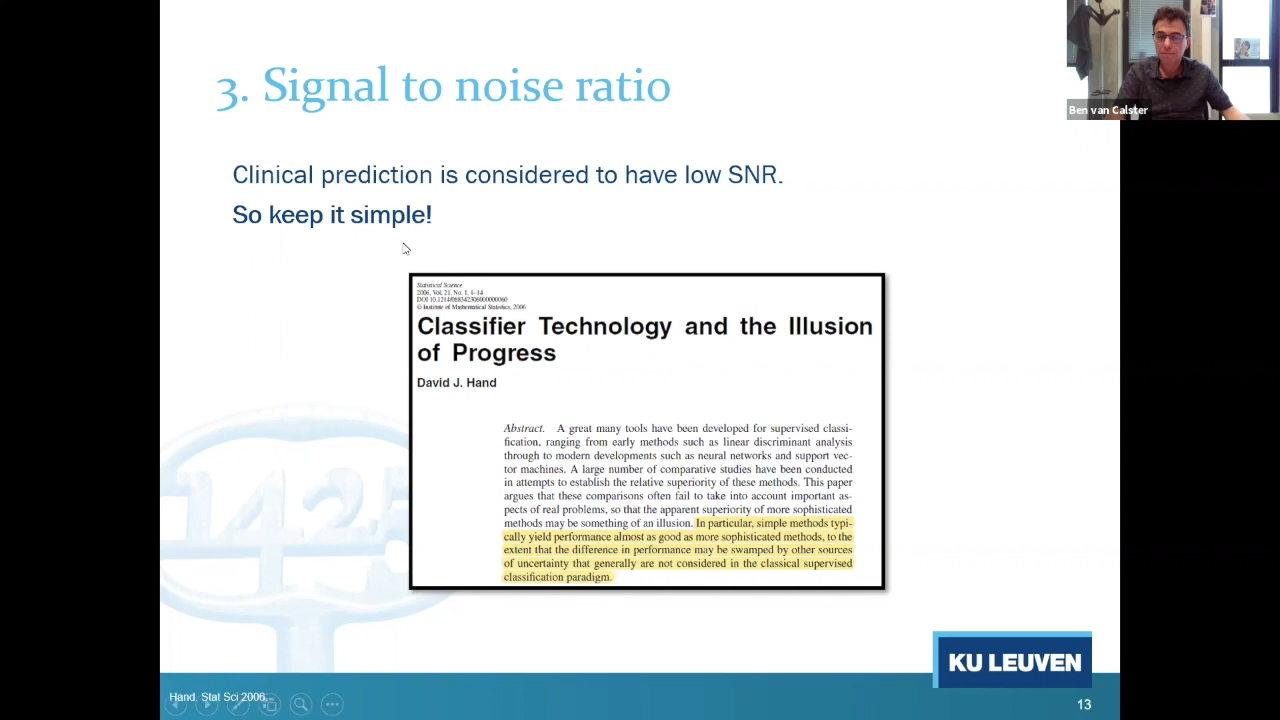 3. Signal to noise ratio
Ben van Calster
Clinical prediction is considered to have low SNR.
So keep it simple!
Statistical Science
2006, Vol. 21, No. 1, 1–14
DOI 10.1214/088342306000000060
© Institute of Mathematical Statistics, 2006
Classifier Technology and the Illusion
of Progress
David J. Hand
Abstract. A great many tools have been developed for supervised classi-
fication, ranging from early methods such as linear discriminant analysis
through to modern developments such as neural networks and support vec-
tor machines. A large number of comparative studies have been conducted
in attempts to establish the relative superiority of these methods. This paper
argues that these comparisons often fail to take into account important as-
pects of real problems, so that the apparent superiority of more sophisticated
methods may be something of an illusion. In particular, simple methods typi-
cally yield performance almost as good as more sophisticated methods, to the
extent that the difference in performance may be swamped by other sources
of uncertainty that generally are not considered in the classical supervised
classification paradigm.
1425
KU LEUVEN
Hand. Stat Sci 2006.
13